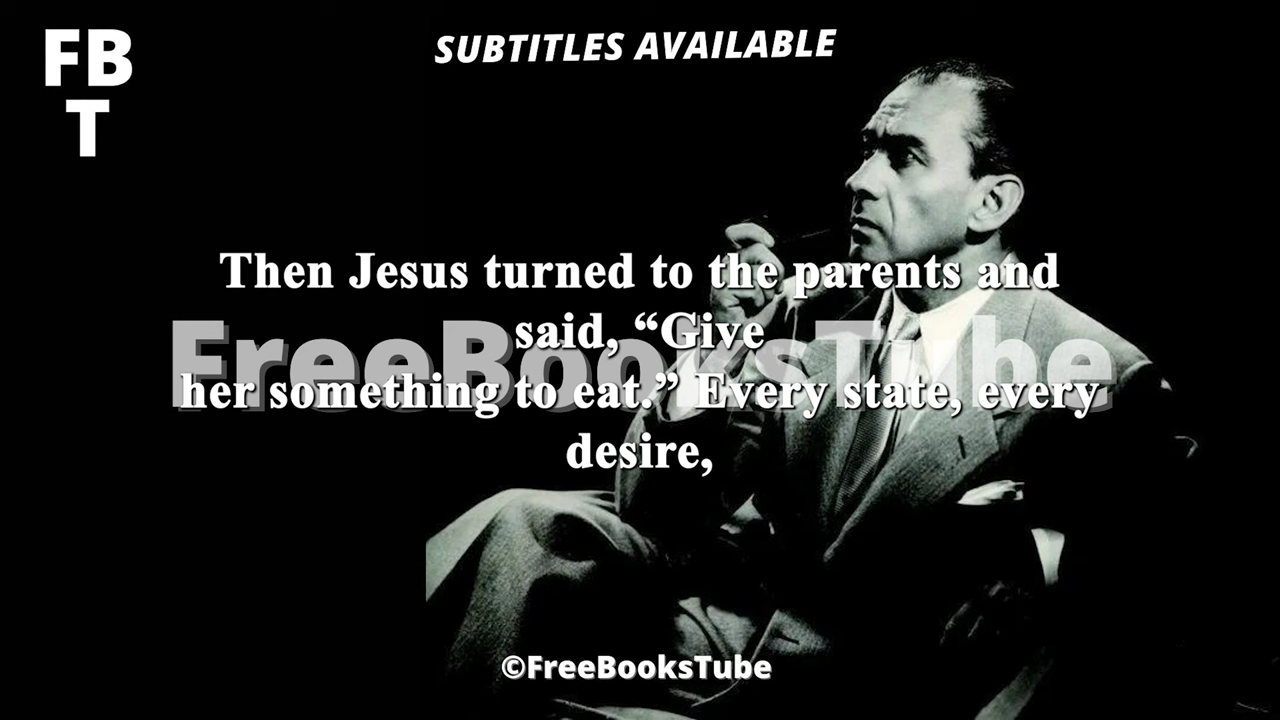 FB
T
SUBTITLES AVAILABLE
Then Jesus turned to the parents and
said, “Give
FreeBooksTube
her something to eat.” Every state, every
desire,
©FreeBooksTube